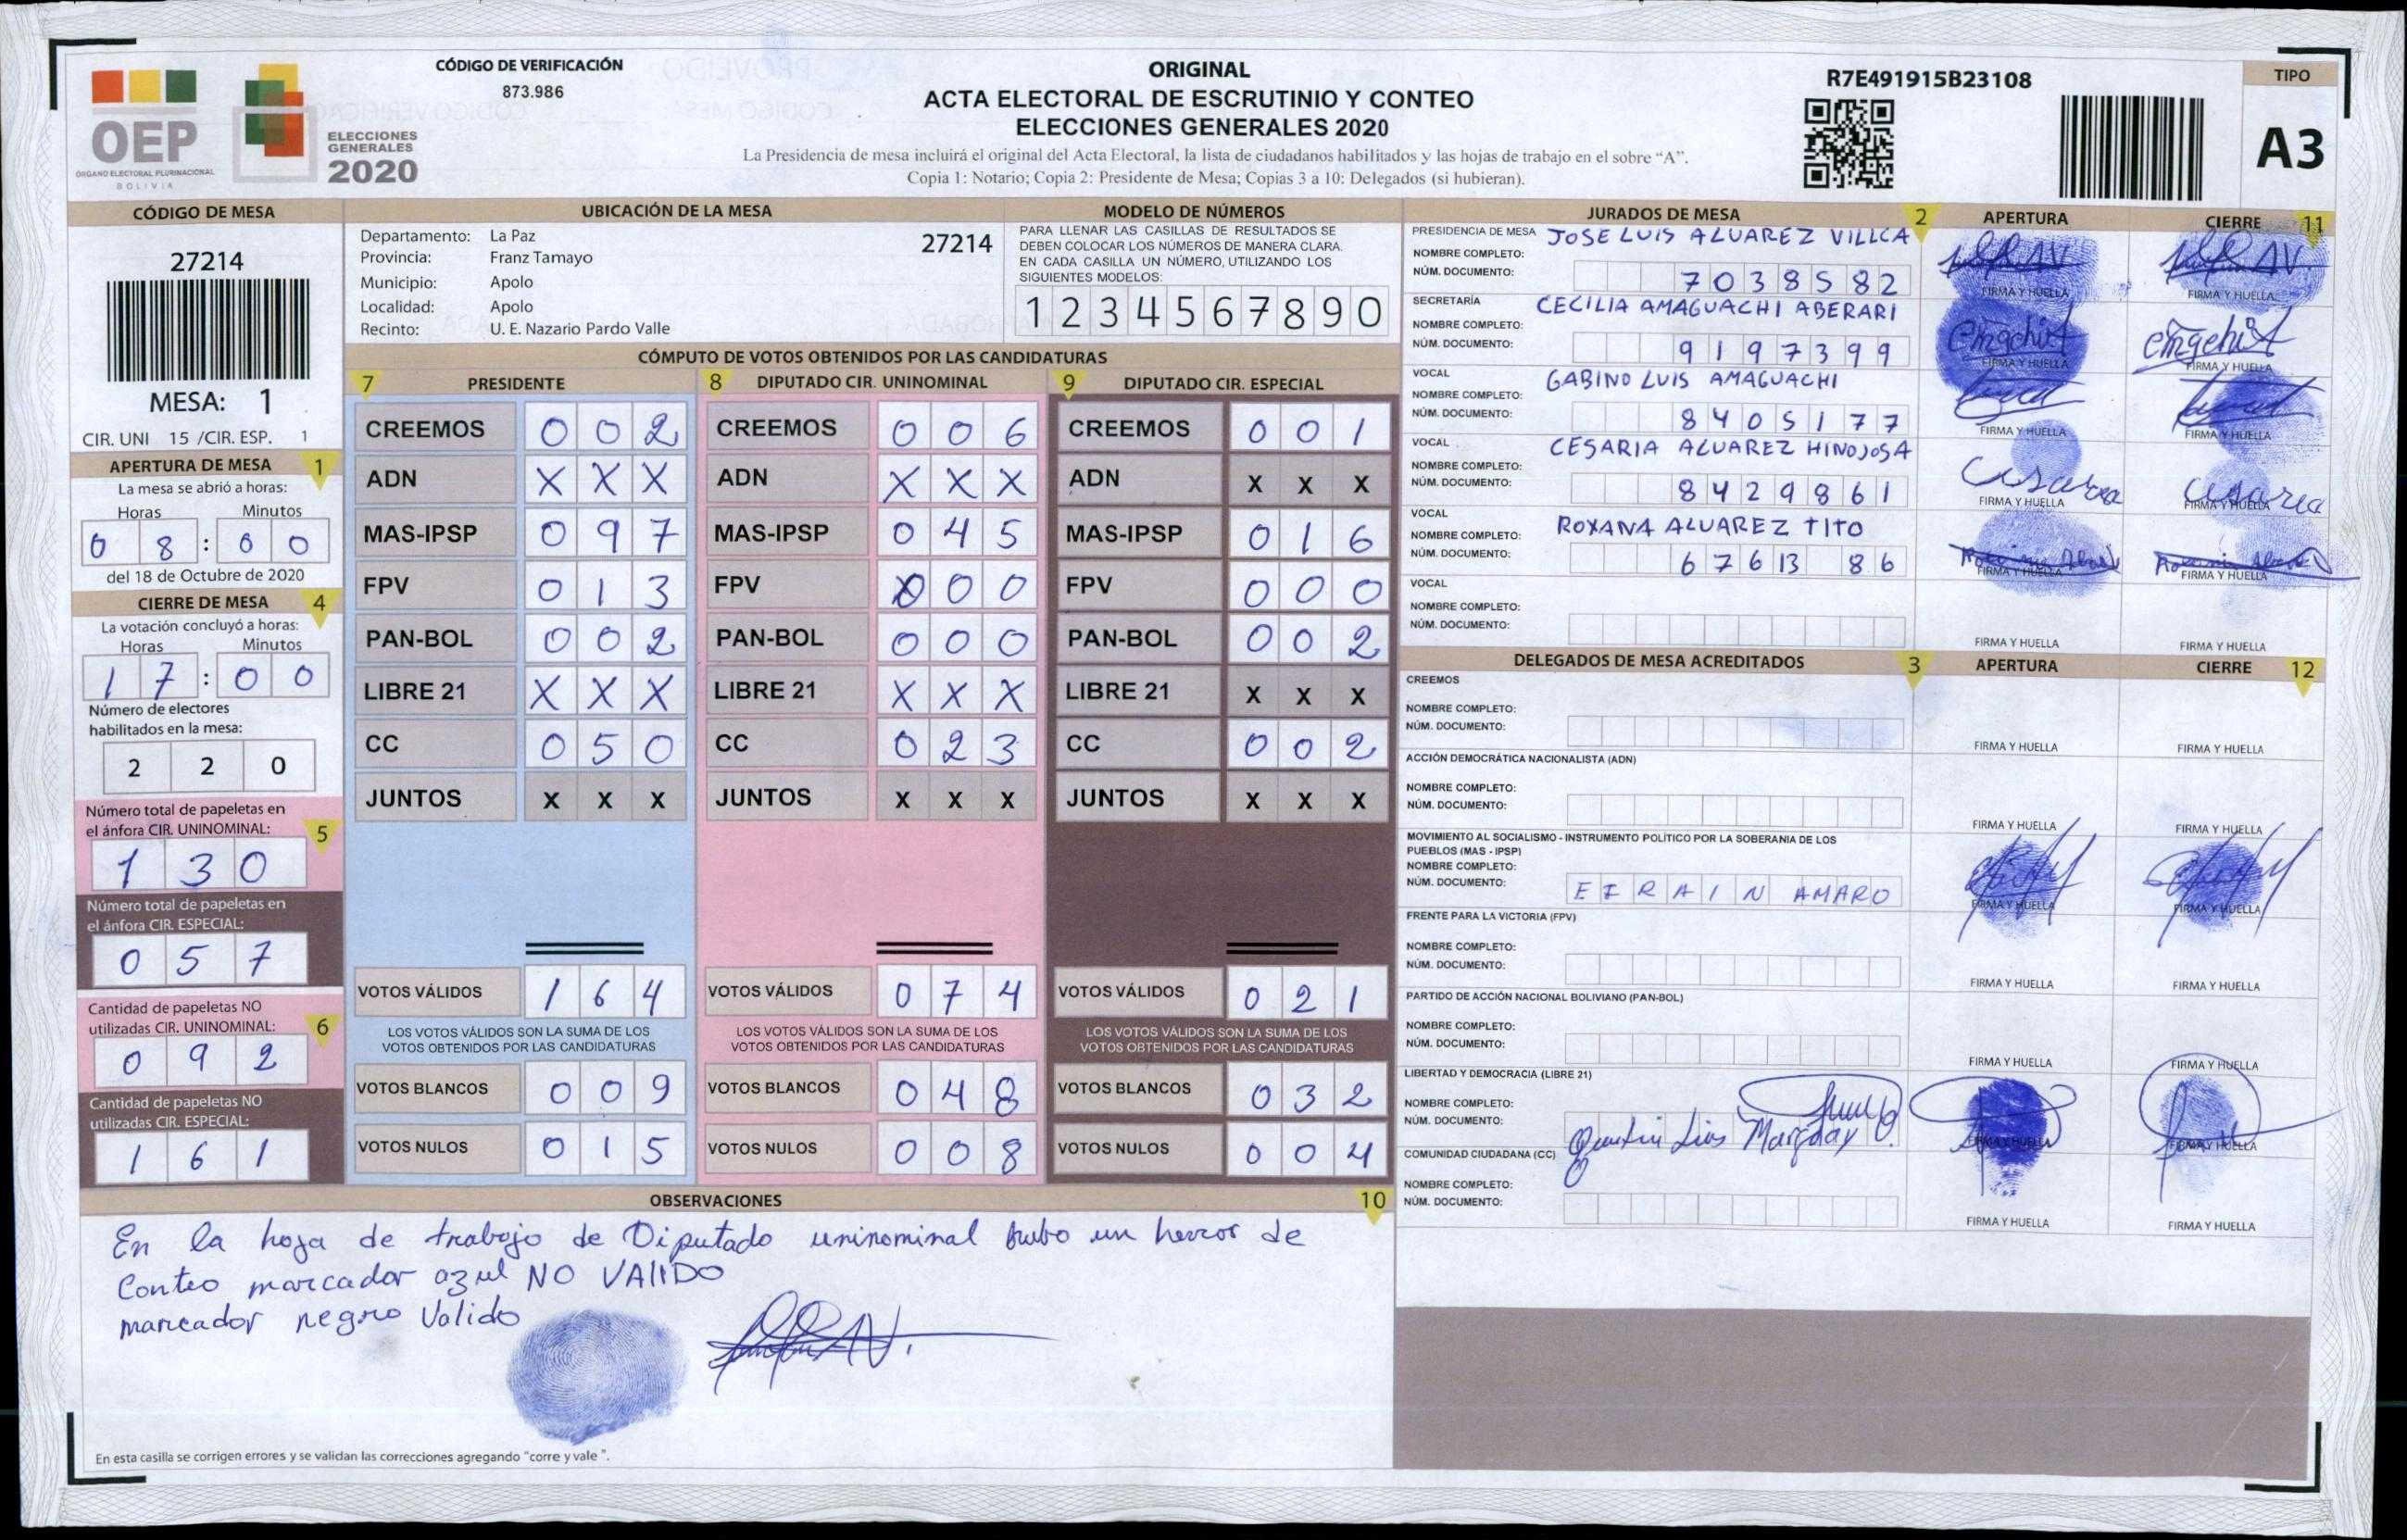 CÓDIGO DE VERIFICACIÓN
873.986
OEP
ÓRGANO ELECTORAL PLURINACIONAL
BOLIVIA
ELECCIONES
GENERALES
2020
ORIGINAL
ACTA ELECTORAL DE ESCRUTINIO Y CONTEO
ELECCIONES GENERALES 2020
La Presidencia de mesa incluirá el original del Acta Electoral, la lista de ciudadanos habilitados y las hojas de trabajo en el sobre “A”.
Copia 1: Notario; Copia 2: Presidente de Mesa; Copias 3 a 10: Delegados (si hubieran).
R7E491915B23108
TIPO
A3
CÓDIGO DE MESA
27214
MESA: 1
CIR. UNI 15 /CIR. ESP. 1
APERTURA DE MESA 1
La mesa se abrió a horas:
Horas Minutos
0 8 : 0 0
del 18 de Octubre de 2020
CIERRE DE MESA 4
La votación concluyó a horas:
Horas Minutos
1 7 : 0 0
Número de electores
habilitados en la mesa:
2 2 0
Número total de papeletas en
el ánfora CIR. UNINOMINAL: 5
1 3 0
Número total de papeletas en
el ánfora CIR. ESPECIAL:
0 5 7
Cantidad de papeletas NO
utilizadas CIR. UNINOMINAL: 6
0 9 2
Cantidad de papeletas NO
utilizadas CIR. ESPECIAL:
1 6 1
UBICACIÓN DE LA MESA
Departamento: La Paz 27214
Provincia: Franz Tamayo
Municipio: Apolo
Localidad: Apolo
Recinto: U. E. Nazario Pardo Valle
MODELO DE NÚMEROS
PARA LLENAR LAS CASILLAS DE RESULTADOS SE
DEBEN COLOCAR LOS NÚMEROS DE MANERA CLARA.
EN CADA CASILLA UN NÚMERO, UTILIZANDO LOS
SIGUIENTES MODELOS:
1 2 3 4 5 6 7 8 9 0
CÓMPUTO DE VOTOS OBTENIDOS POR LAS CANDIDATURAS
7 PRESIDENTE 8 DIPUTADO CIR. UNINOMINAL 9 DIPUTADO CIR. ESPECIAL
CREEMOS 0 0 2 CREEMOS 0 0 6 CREEMOS 0 0 1
ADN X X X ADN X X X ADN X X X
MAS-IPSP 0 9 7 MAS-IPSP 0 4 5 MAS-IPSP 0 1 6
FPV 0 1 3 FPV 0 0 0 FPV 0 0 0
PAN-BOL 0 0 2 PAN-BOL 0 0 0 PAN-BOL 0 0 2
LIBRE 21 X X X LIBRE 21 X X X LIBRE 21 X X X
CC 0 5 0 CC 0 2 3 CC 0 0 2
JUNTOS X X X JUNTOS X X X JUNTOS X X X
VOTOS VÁLIDOS 1 6 4 VOTOS VÁLIDOS 0 7 4 VOTOS VÁLIDOS 0 2 1
LOS VOTOS VÁLIDOS SON LA SUMA DE LOS LOS VOTOS VÁLIDOS SON LA SUMA DE LOS LOS VOTOS VÁLIDOS SON LA SUMA DE LOS
VOTOS OBTENIDOS POR LAS CANDIDATURAS VOTOS OBTENIDOS POR LAS CANDIDATURAS VOTOS OBTENIDOS POR LAS CANDIDATURAS
VOTOS BLANCOS 0 0 9 VOTOS BLANCOS 0 4 8 VOTOS BLANCOS 0 3 2
VOTOS NULOS 0 1 5 VOTOS NULOS 0 0 8 VOTOS NULOS 0 0 4
OBSERVACIONES 10
En la hoja de trabajo de Diputado uninominal hubo un herror de
Conteo marcador azul NO VALIDO
marcador negro Valido
En esta casilla se corrigen errores y se validan las correcciones agregando "corre y vale ".
JURADOS DE MESA 2 APERTURA CIERRE 11
PRESIDENCIA DE MESA JOSE LUIS ALVAREZ VILLCA
NOMBRE COMPLETO:
NÚM. DOCUMENTO: 7038582
FIRMA Y HUELLA FIRMA Y HUELLA
SECRETARÍA CECILIA AMAGUACHI ABERARI
NOMBRE COMPLETO:
NÚM. DOCUMENTO: 9197399
FIRMA Y HUELLA FIRMA Y HUELLA
VOCAL GABINO LUIS AMAGUACHI
NOMBRE COMPLETO:
NÚM. DOCUMENTO: 8405177
FIRMA Y HUELLA FIRMA Y HUELLA
VOCAL CESARIA ALVAREZ HINOJOSA
NOMBRE COMPLETO:
NÚM. DOCUMENTO: 8429861
FIRMA Y HUELLA FIRMA Y HUELLA
VOCAL ROXANA ALVAREZ TITO
NOMBRE COMPLETO:
NÚM. DOCUMENTO: 6761386
FIRMA Y HUELLA FIRMA Y HUELLA
VOCAL
NOMBRE COMPLETO:
NÚM. DOCUMENTO:
FIRMA Y HUELLA FIRMA Y HUELLA
DELEGADOS DE MESA ACREDITADOS 3 APERTURA CIERRE 12
CREEMOS
NOMBRE COMPLETO:
NÚM. DOCUMENTO:
FIRMA Y HUELLA FIRMA Y HUELLA
ACCIÓN DEMOCRÁTICA NACIONALISTA (ADN)
NOMBRE COMPLETO:
NÚM. DOCUMENTO:
FIRMA Y HUELLA FIRMA Y HUELLA
MOVIMIENTO AL SOCIALISMO - INSTRUMENTO POLÍTICO POR LA SOBERANIA DE LOS
PUEBLOS (MAS - IPSP)
NOMBRE COMPLETO:
NÚM. DOCUMENTO: EIRAIN AMARO
FIRMA Y HUELLA FIRMA Y HUELLA
FRENTE PARA LA VICTORIA (FPV)
NOMBRE COMPLETO:
NÚM. DOCUMENTO:
FIRMA Y HUELLA FIRMA Y HUELLA
PARTIDO DE ACCIÓN NACIONAL BOLIVIANO (PAN-BOL)
NOMBRE COMPLETO:
NÚM. DOCUMENTO:
FIRMA Y HUELLA FIRMA Y HUELLA
LIBERTAD Y DEMOCRACIA (LIBRE 21)
NOMBRE COMPLETO:
NÚM. DOCUMENTO:
FIRMA Y HUELLA FIRMA Y HUELLA
COMUNIDAD CIUDADANA (CC)
NOMBRE COMPLETO:
NÚM. DOCUMENTO:
FIRMA Y HUELLA FIRMA Y HUELLA